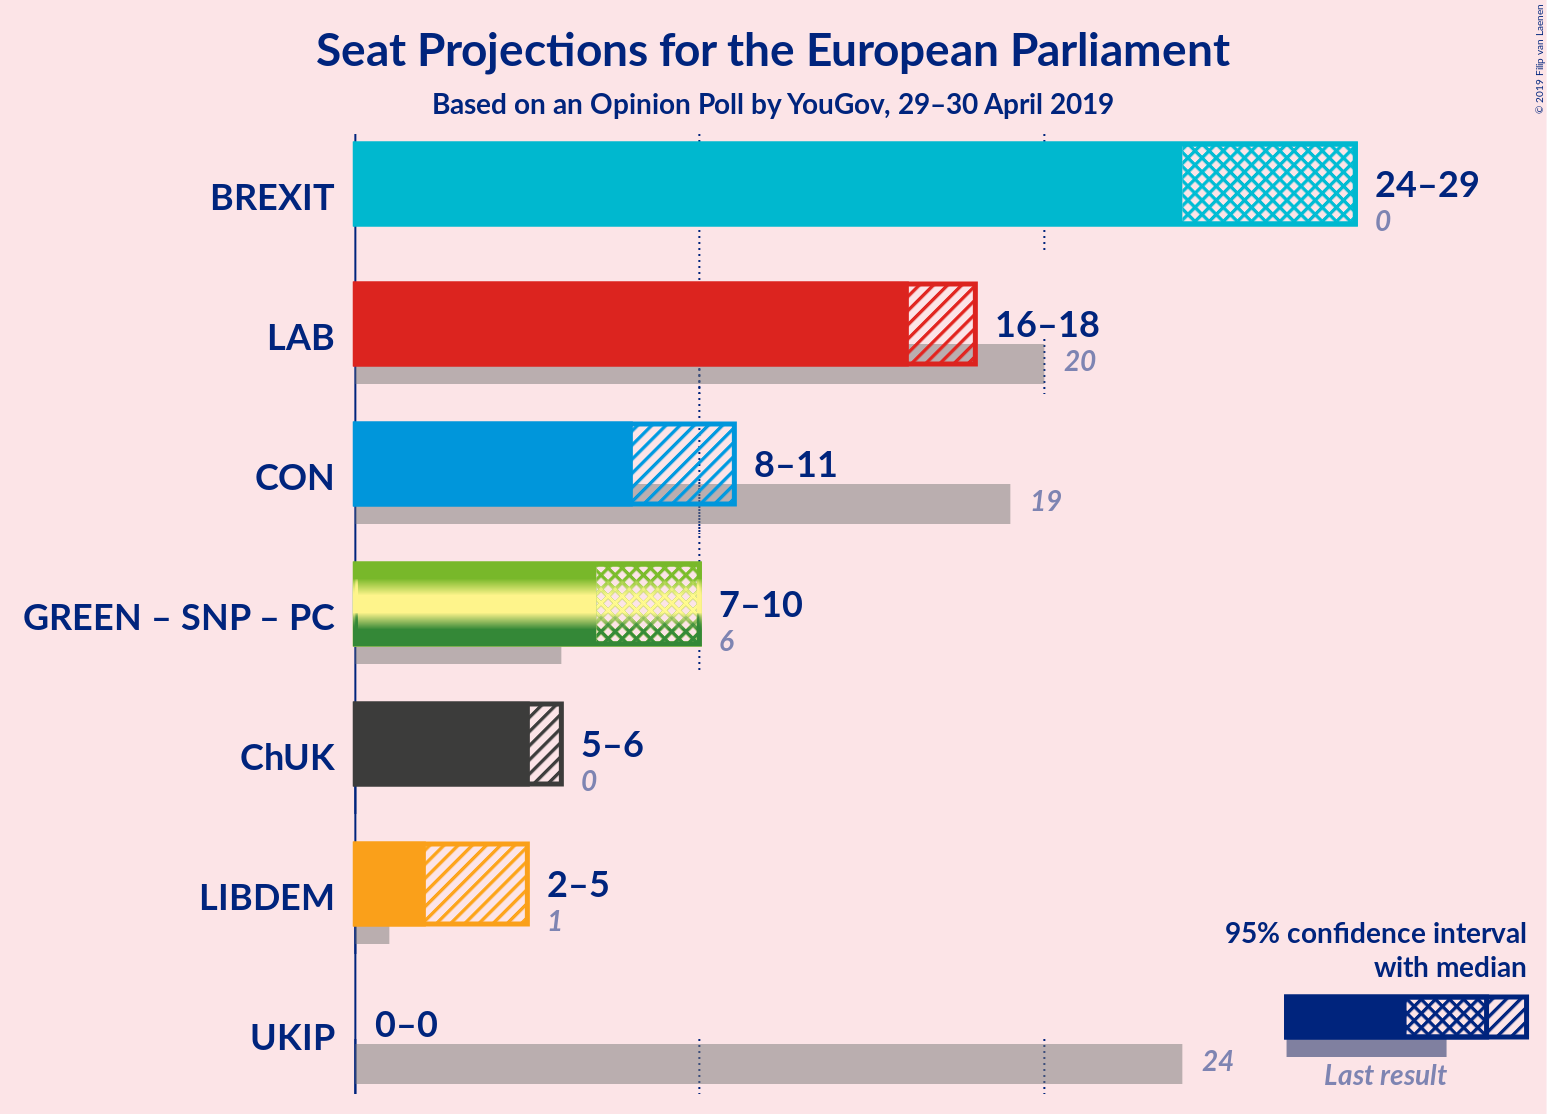 Seat Projections for the European Parliament
Based on an Opinion Poll by YouGov, 29–30 April 2019
© 2019 Filip van Laenen
BREXIT
24–29
0
LAB
16–18
20
CON
8–11
19
GREEN – SNP – PC
7–10
6
ChUK
5–6
0
LIBDEM
2–5
1
UKIP
0–0
24
95% confidence interval
with median
Last result